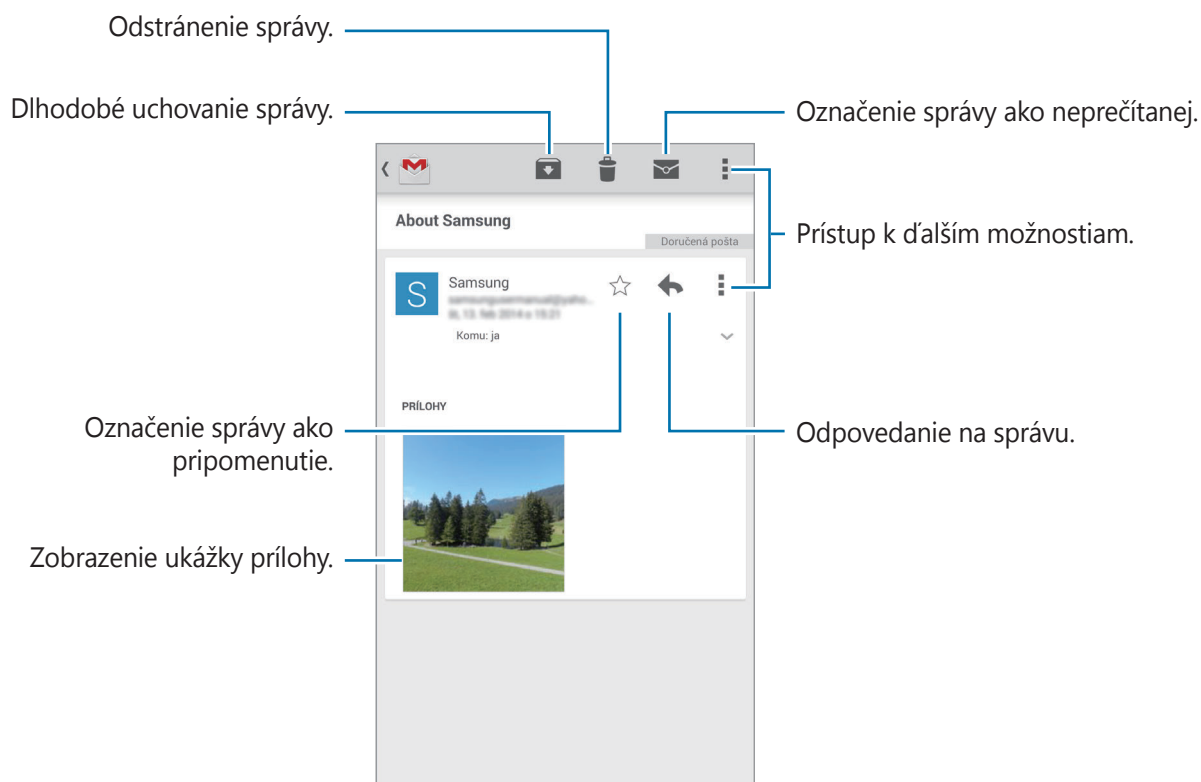 Odstránenie správy.
Dlhodobé uchovanie správy.
Označenie správy ako neprečítanej.
About Samsung
Doručená pošta
Prístup k ďalším možnostiam.
S
Samsung
Komu: ja
PRÍLOHY
Označenie správy ako
pripomenutie.
Odpovedanie na správu.
Zobrazenie ukážky prílohy.